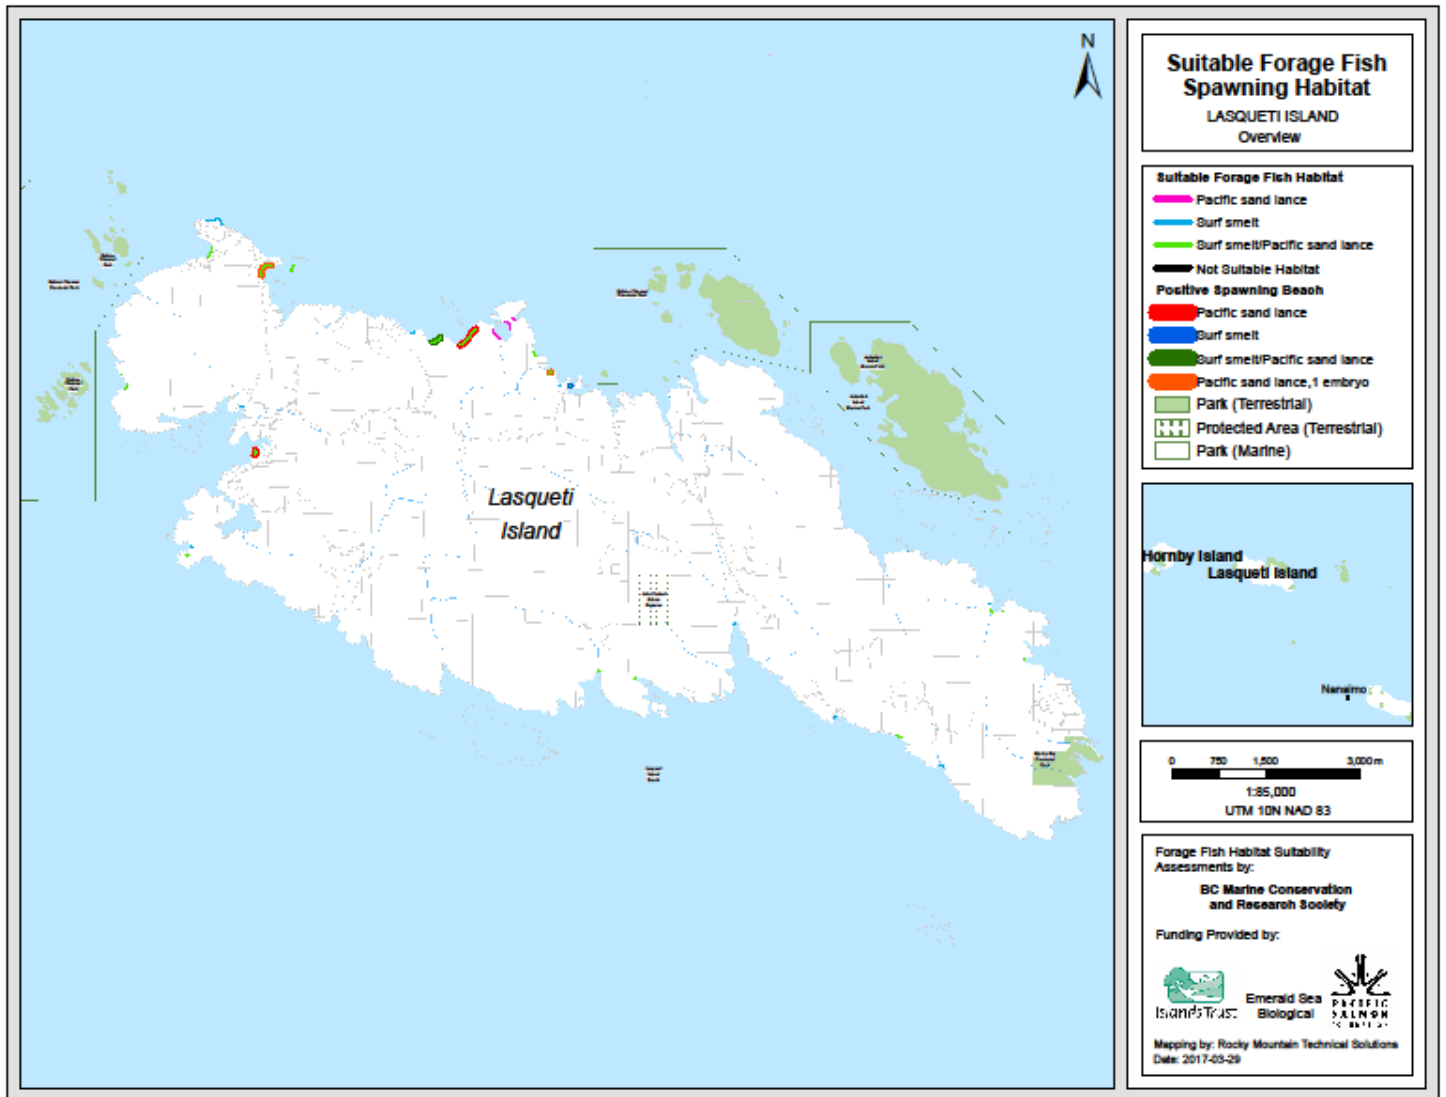 N
Lasqueti
Island
Suitable Forage Fish
Spawning Habitat
LASQUETI ISLAND
Overview
Suitable Forage Fish Habitat
Pacific sand lance
Surf smelt
Surf smelt/Pacific sand lance
Not Suitable Habitat
Positive Spawning Beach
Pacific sand lance
Surf smelt
Surf smelt/Pacific sand lance
Pacific sand lance,1 embryo
Park (Terrestrial)
Protected Area (Terrestrial)
Park (Marine)
Hornby Island
Lasqueti Island
Nanaimo
0 750 1,500 3,000 m
1:85,000
UTM 10N NAD 83
Forage Fish Habitat Suitability
Assessments by:
BC Marine Conservation
and Research Society
Funding Provided by:
Islands Trust
Emerald Sea
Biological
PACIFIC
SALMON
Mapping by: Rocky Mountain Technical Solutions
Date: 2017-03-29